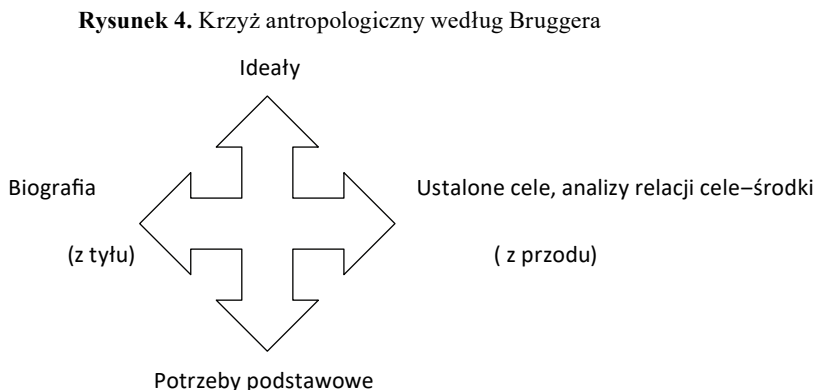 Rysunek 4. Krzyż antropologiczny według Bruggera
Ideały
Biografia
Ustalone cele, analizy relacji cele–środki
(z tyłu)
( z przodu)
Potrzeby podstawowe